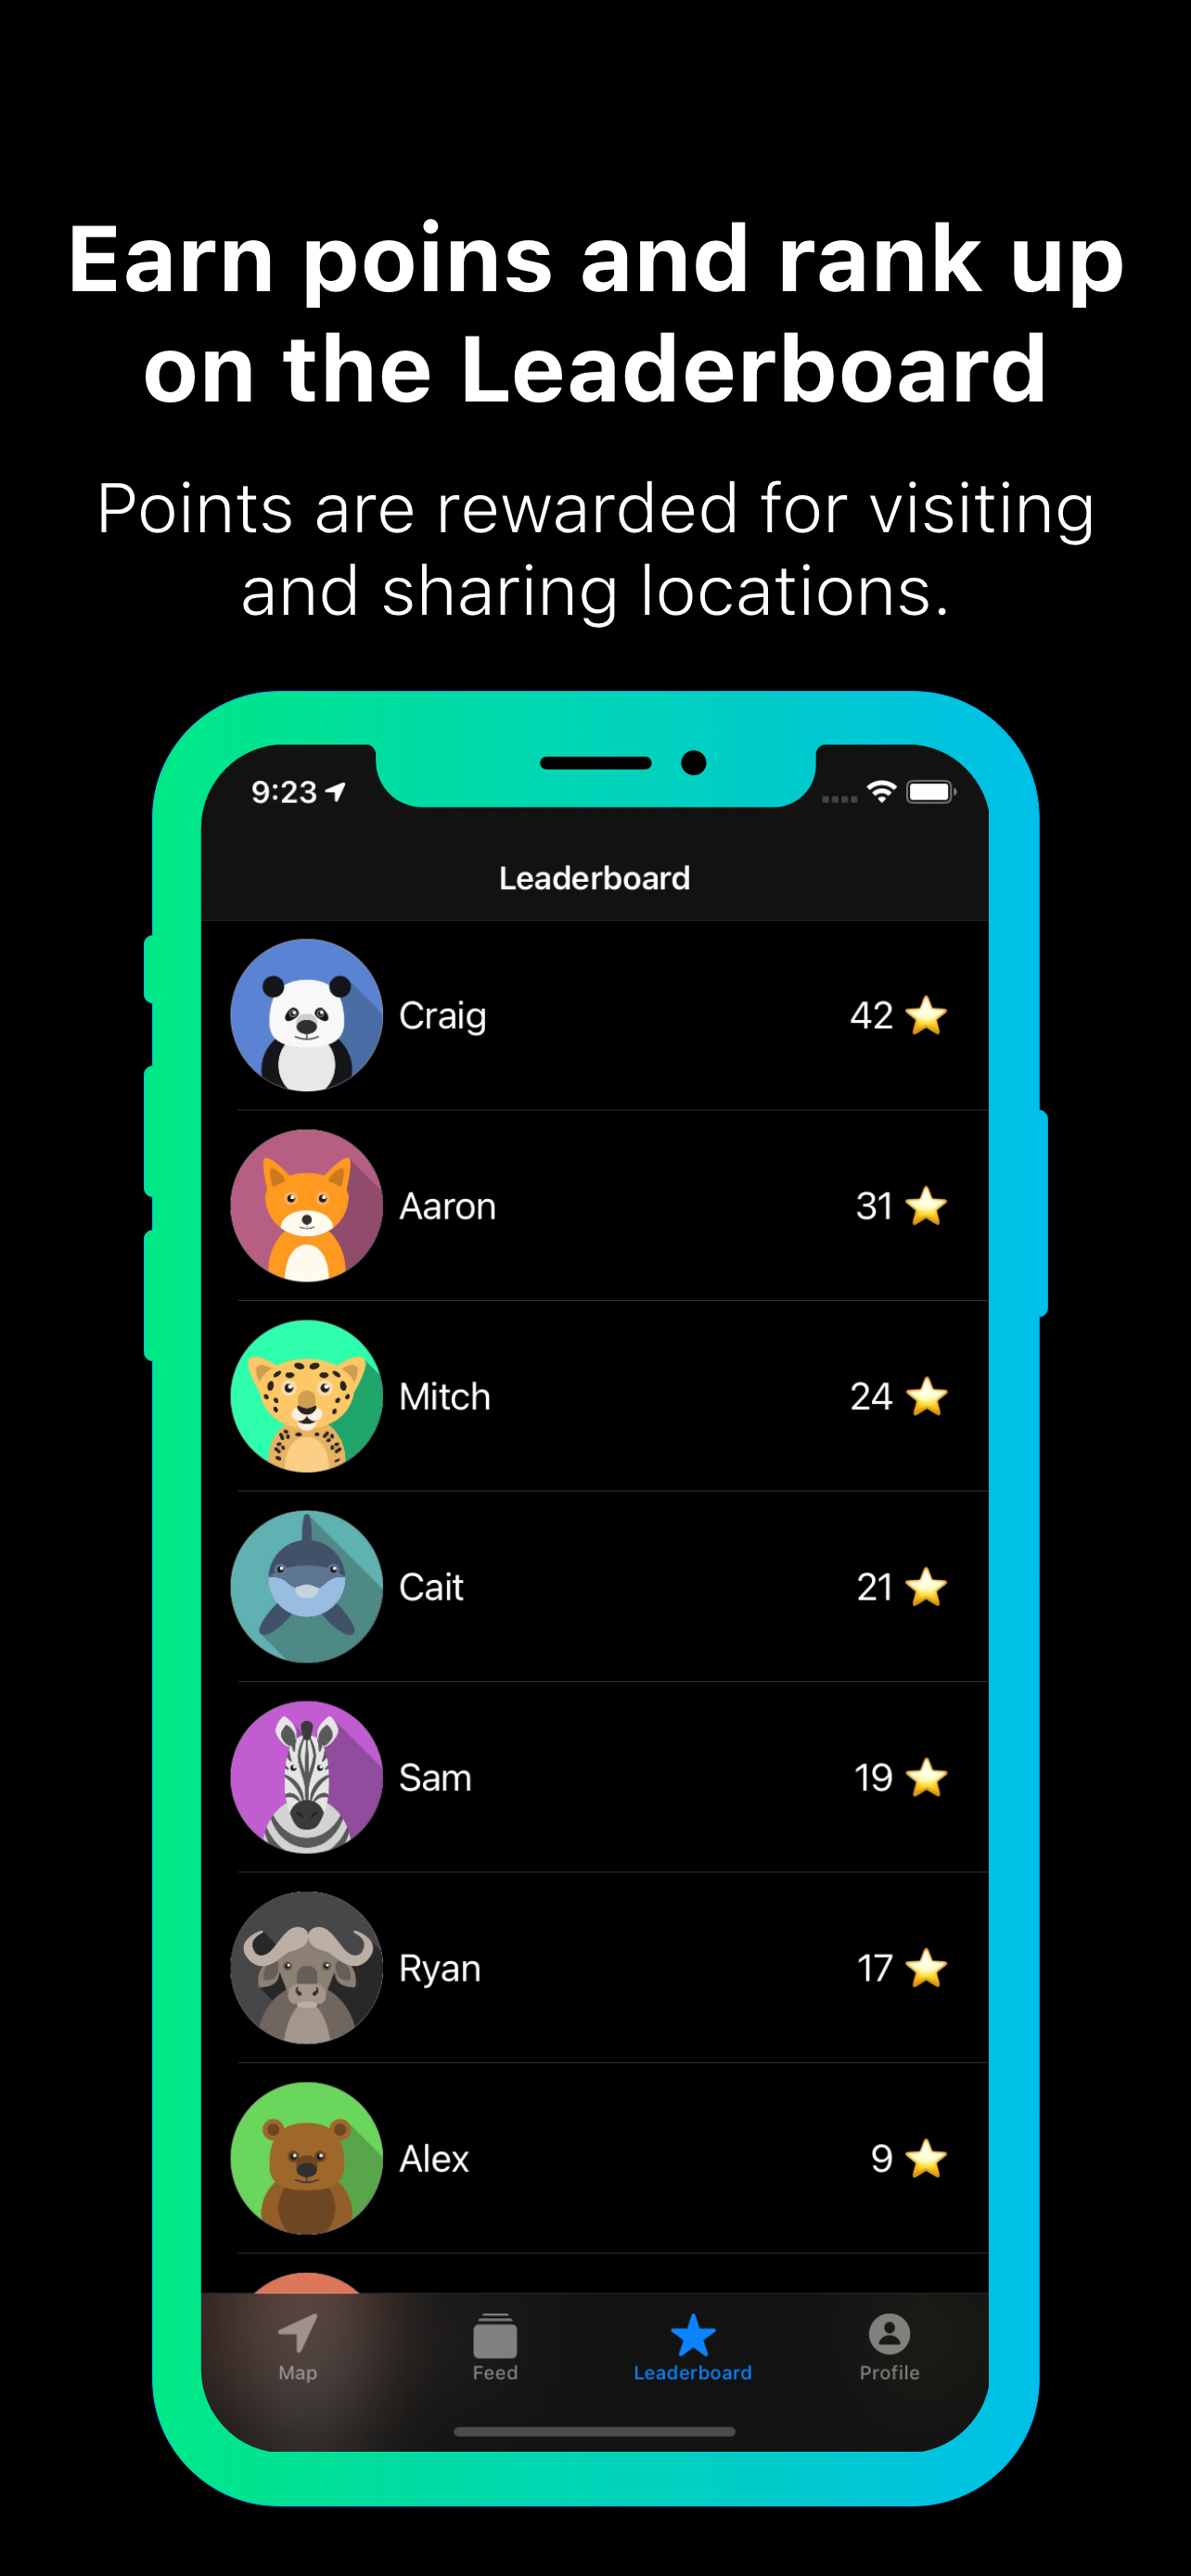 Earn poins and rank up
on the Leaderboard
Points are rewarded for visiting
and sharing locations.
9:23
Leaderboard
Craig 42
Aaron 31
Mitch 24
Cait 21
Sam 19
Ryan 17
Alex 9
Map Feed Leaderboard Profile